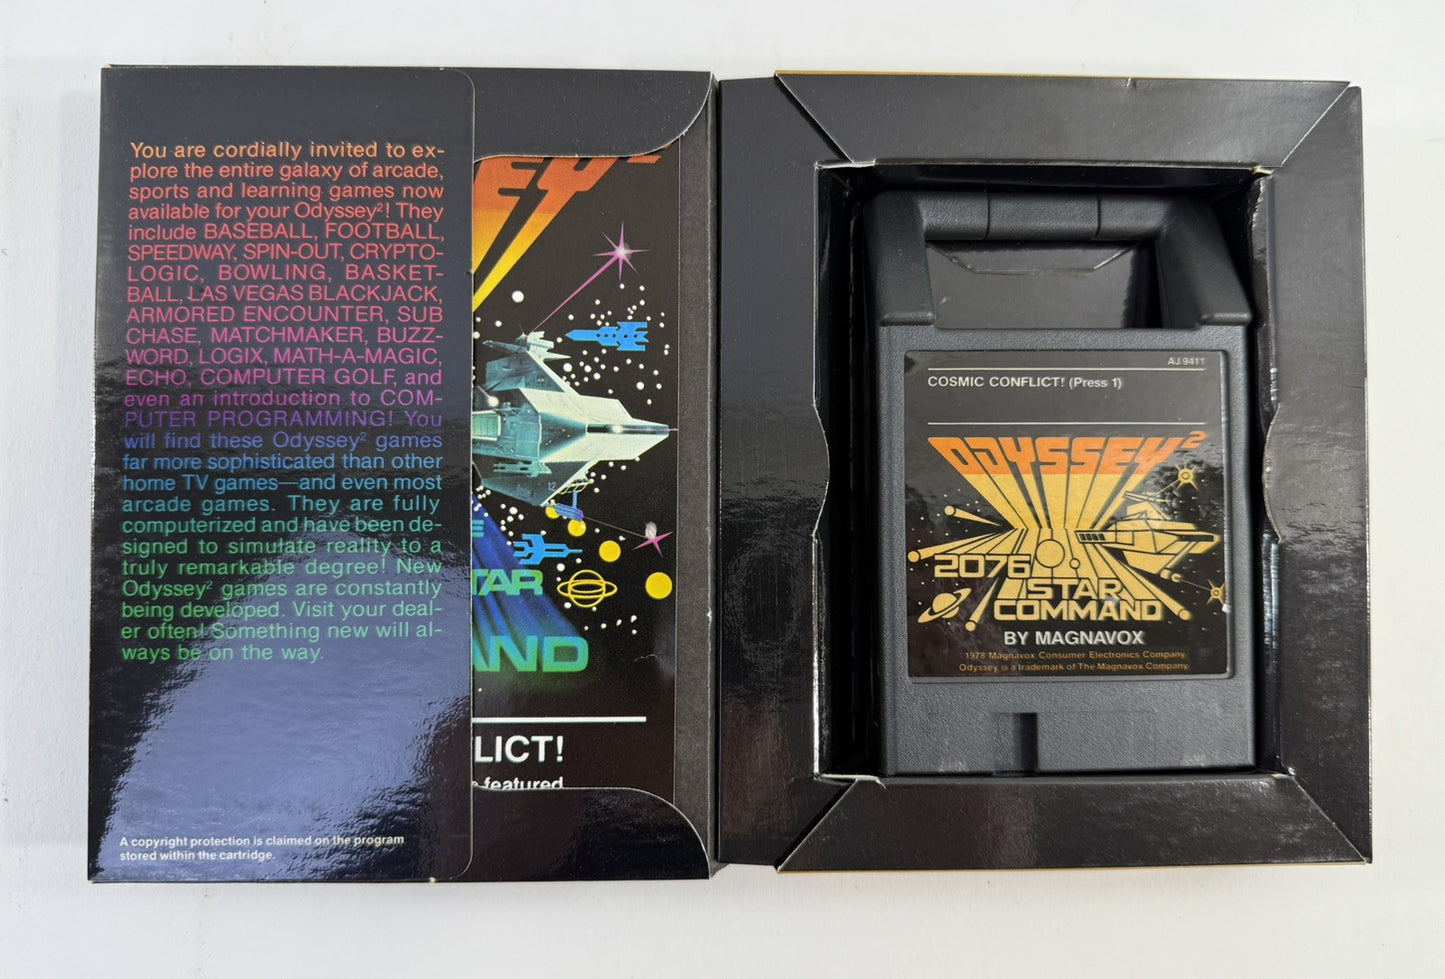 You are cordially invited to ex-
plore the entire galaxy of arcade,
sports and learning games now
available for your Odyssey²! They
include BASEBALL, FOOTBALL,
SPEEDWAY, SPIN-OUT, CRYPTO-
LOGIC, BOWLING, BASKET-
BALL, LAS VEGAS BLACKJACK,
ARMORED ENCOUNTER, SUB
CHASE, MATCHMAKER, BUZZ-
WORD, LOGIX, MATH-A-MAGIC,
ECHO, COMPUTER GOLF, and
even an introduction to COM-
PUTER PROGRAMMING! You
will find these Odyssey² games
far more sophisticated than other
home TV games—and even most
arcade games. They are fully
computerized and have been de-
signed to simulate reality to a
truly remarkable degree! New
Odyssey² games are constantly
being developed. Visit your deal-
er often! Something new will al-
ways be on the way.
A copyright protection is claimed on the program
stored within the cartridge.
EY²
12
E
TAR
AND
LICT!
featured
AJ 9411
COSMIC CONFLICT! (Press 1)
ODYSSEY²
2076
STAR
COMMAND
BY MAGNAVOX
1978 Magnavox Consumer Electronics Company
Odyssey is a trademark of The Magnavox Company